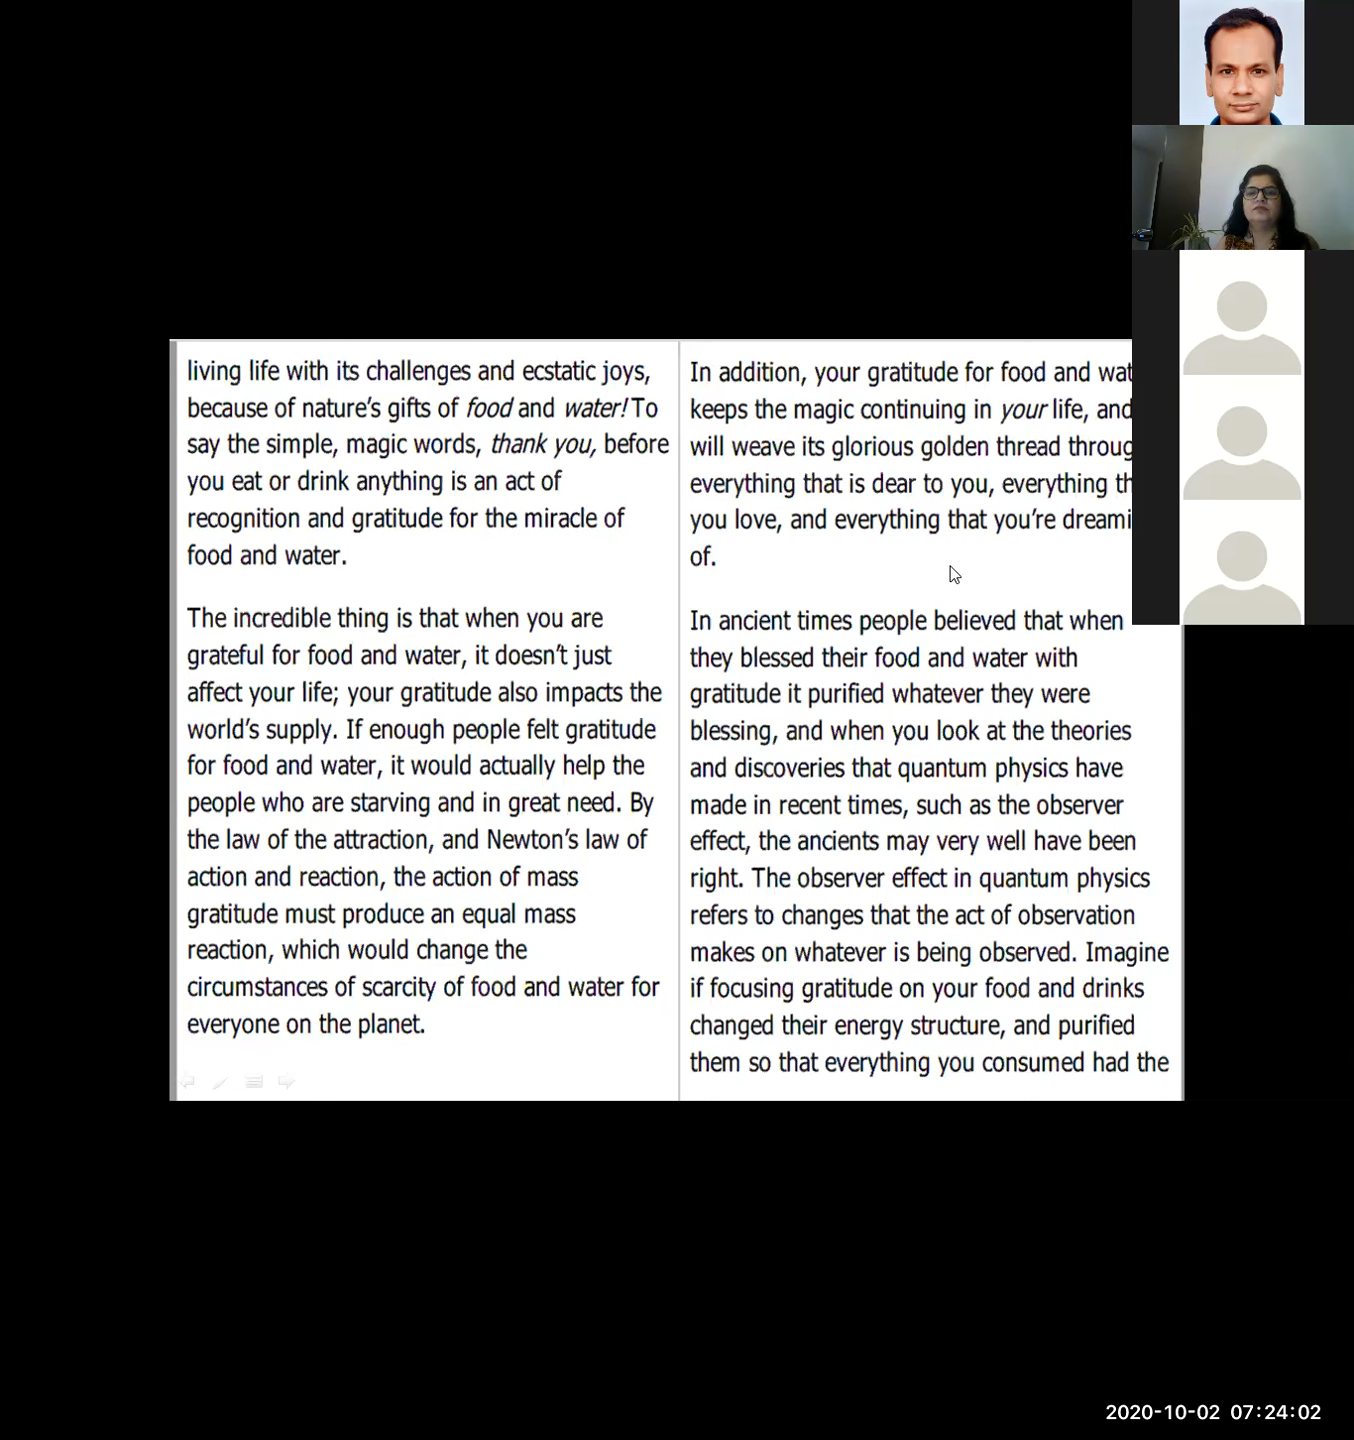 living life with its challenges and ecstatic joys,
because of nature's gifts of food and water! To
say the simple, magic words, thank you, before
you eat or drink anything is an act of
recognition and gratitude for the miracle of
food and water.
The incredible thing is that when you are
grateful for food and water, it doesn't just
affect your life; your gratitude also impacts the
world's supply. If enough people felt gratitude
for food and water, it would actually help the
people who are starving and in great need. By
the law of the attraction, and Newton's law of
action and reaction, the action of mass
gratitude must produce an equal mass
reaction, which would change the
circumstances of scarcity of food and water for
everyone on the planet.
In addition, your gratitude for food and
keeps the magic continuing in your life, and
will weave its glorious golden thread
everything that is dear to you, everything
you love, and everything that you're
of.
In ancient times people believed that when
they blessed their food and water with
gratitude it purified whatever they were
blessing, and when you look at the theories
and discoveries that quantum physics have
made in recent times, such as the observer
effect, the ancients may very well have been
right. The observer effect in quantum physics
refers to changes that the act of observation
makes on whatever is being observed. Imagine
if focusing gratitude on your food and drinks
changed their energy structure, and purified
them so that everything you consumed had the
2020-10-02 07:24:02